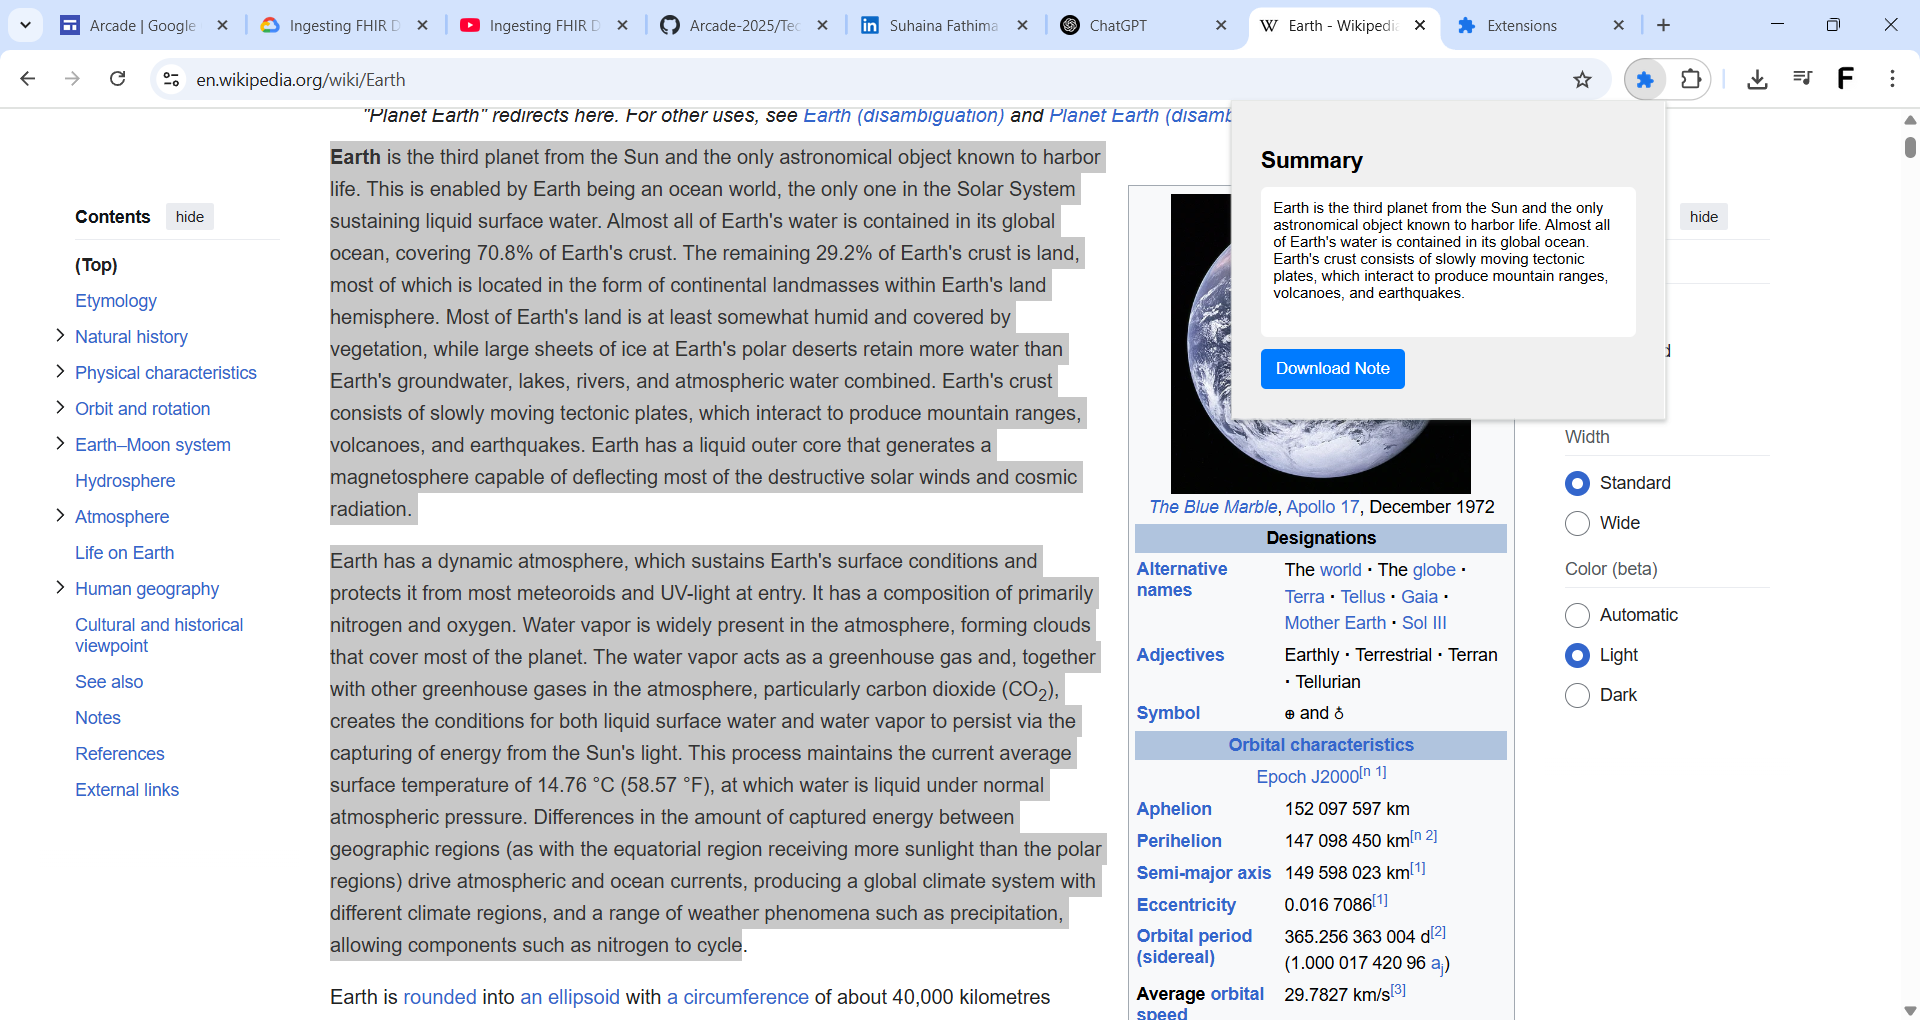 Arcade | Google
Ingesting FHIR D
Ingesting FHIR D
Arcade-2025/Tec
Suhaina Fathima
ChatGPT
Earth - Wikipedia
Extensions
en.wikipedia.org/wiki/Earth
"Planet Earth" redirects here. For other uses, see Earth (disambiguation) and Planet Earth (disamb
Contents
hide
(Top)
Etymology
Natural history
Physical characteristics
Orbit and rotation
Earth–Moon system
Hydrosphere
Atmosphere
Life on Earth
Human geography
Cultural and historical
viewpoint
See also
Notes
References
External links
Earth is the third planet from the Sun and the only astronomical object known to harbor
life. This is enabled by Earth being an ocean world, the only one in the Solar System
sustaining liquid surface water. Almost all of Earth's water is contained in its global
ocean, covering 70.8% of Earth's crust. The remaining 29.2% of Earth's crust is land,
most of which is located in the form of continental landmasses within Earth's land
hemisphere. Most of Earth's land is at least somewhat humid and covered by
vegetation, while large sheets of ice at Earth's polar deserts retain more water than
Earth's groundwater, lakes, rivers, and atmospheric water combined. Earth's crust
consists of slowly moving tectonic plates, which interact to produce mountain ranges,
volcanoes, and earthquakes. Earth has a liquid outer core that generates a
magnetosphere capable of deflecting most of the destructive solar winds and cosmic
radiation.
Earth has a dynamic atmosphere, which sustains Earth's surface conditions and
protects it from most meteoroids and UV-light at entry. It has a composition of primarily
nitrogen and oxygen. Water vapor is widely present in the atmosphere, forming clouds
that cover most of the planet. The water vapor acts as a greenhouse gas and, together
with other greenhouse gases in the atmosphere, particularly carbon dioxide (CO2),
creates the conditions for both liquid surface water and water vapor to persist via the
capturing of energy from the Sun's light. This process maintains the current average
surface temperature of 14.76 °C (58.57 °F), at which water is liquid under normal
atmospheric pressure. Differences in the amount of captured energy between
geographic regions (as with the equatorial region receiving more sunlight than the polar
regions) drive atmospheric and ocean currents, producing a global climate system with
different climate regions, and a range of weather phenomena such as precipitation,
allowing components such as nitrogen to cycle.
Earth is rounded into an ellipsoid with a circumference of about 40,000 kilometres
Summary
Earth is the third planet from the Sun and the only
astronomical object known to harbor life. Almost all
of Earth's water is contained in its global ocean.
Earth's crust consists of slowly moving tectonic
plates, which interact to produce mountain ranges,
volcanoes, and earthquakes.
Download Note
The Blue Marble, Apollo 17, December 1972
Designations
Alternative
names
The world · The globe ·
Terra · Tellus · Gaia ·
Mother Earth · Sol III
Adjectives
Earthly · Terrestrial · Terran
· Tellurian
Symbol
⊕ and ♁
Orbital characteristics
Epoch J2000[n 1]
Aphelion 152 097 597 km
Perihelion 147 098 450 km[n 2]
Semi-major axis 149 598 023 km[1]
Eccentricity 0.016 7086[1]
Orbital period
(sidereal)
365.256 363 004 d[2]
(1.000 017 420 96 aj)
Average orbital
speed
29.7827 km/s[3]
hide
Width
Standard
Wide
Color (beta)
Automatic
Light
Dark